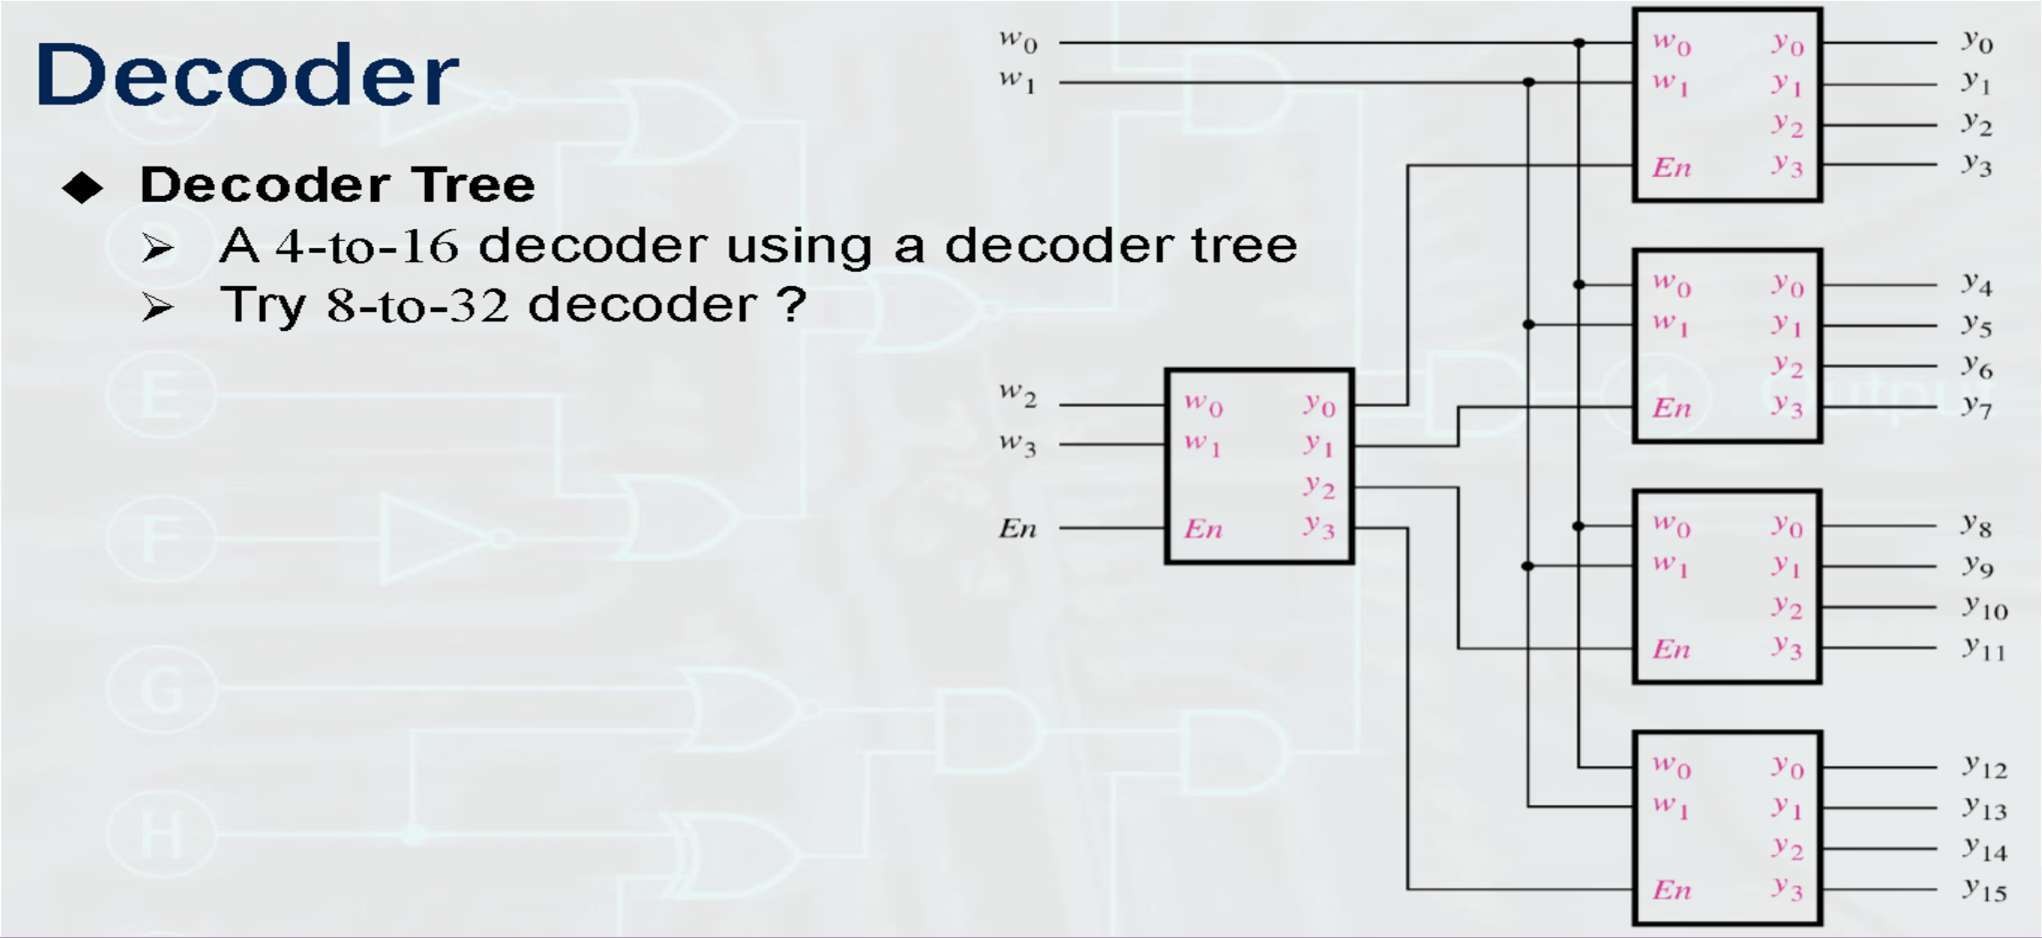 Decoder
◆ Decoder Tree
➢ A 4-to-16 decoder using a decoder tree
➢ Try 8-to-32 decoder ?
w0
w1
w0 y0 y0
w1 y1 y1
y2 y2
En y3 y3
w0 y0 y4
w1 y1 y5
y2 y6
En y3 y7
w2 w0 y0
w3 w1 y1
y2
En En y3
w0 y0 y8
w1 y1 y9
y2 y10
En y3 y11
w0 y0 y12
w1 y1 y13
y2 y14
En y3 y15
E
F
G
H
1 Output